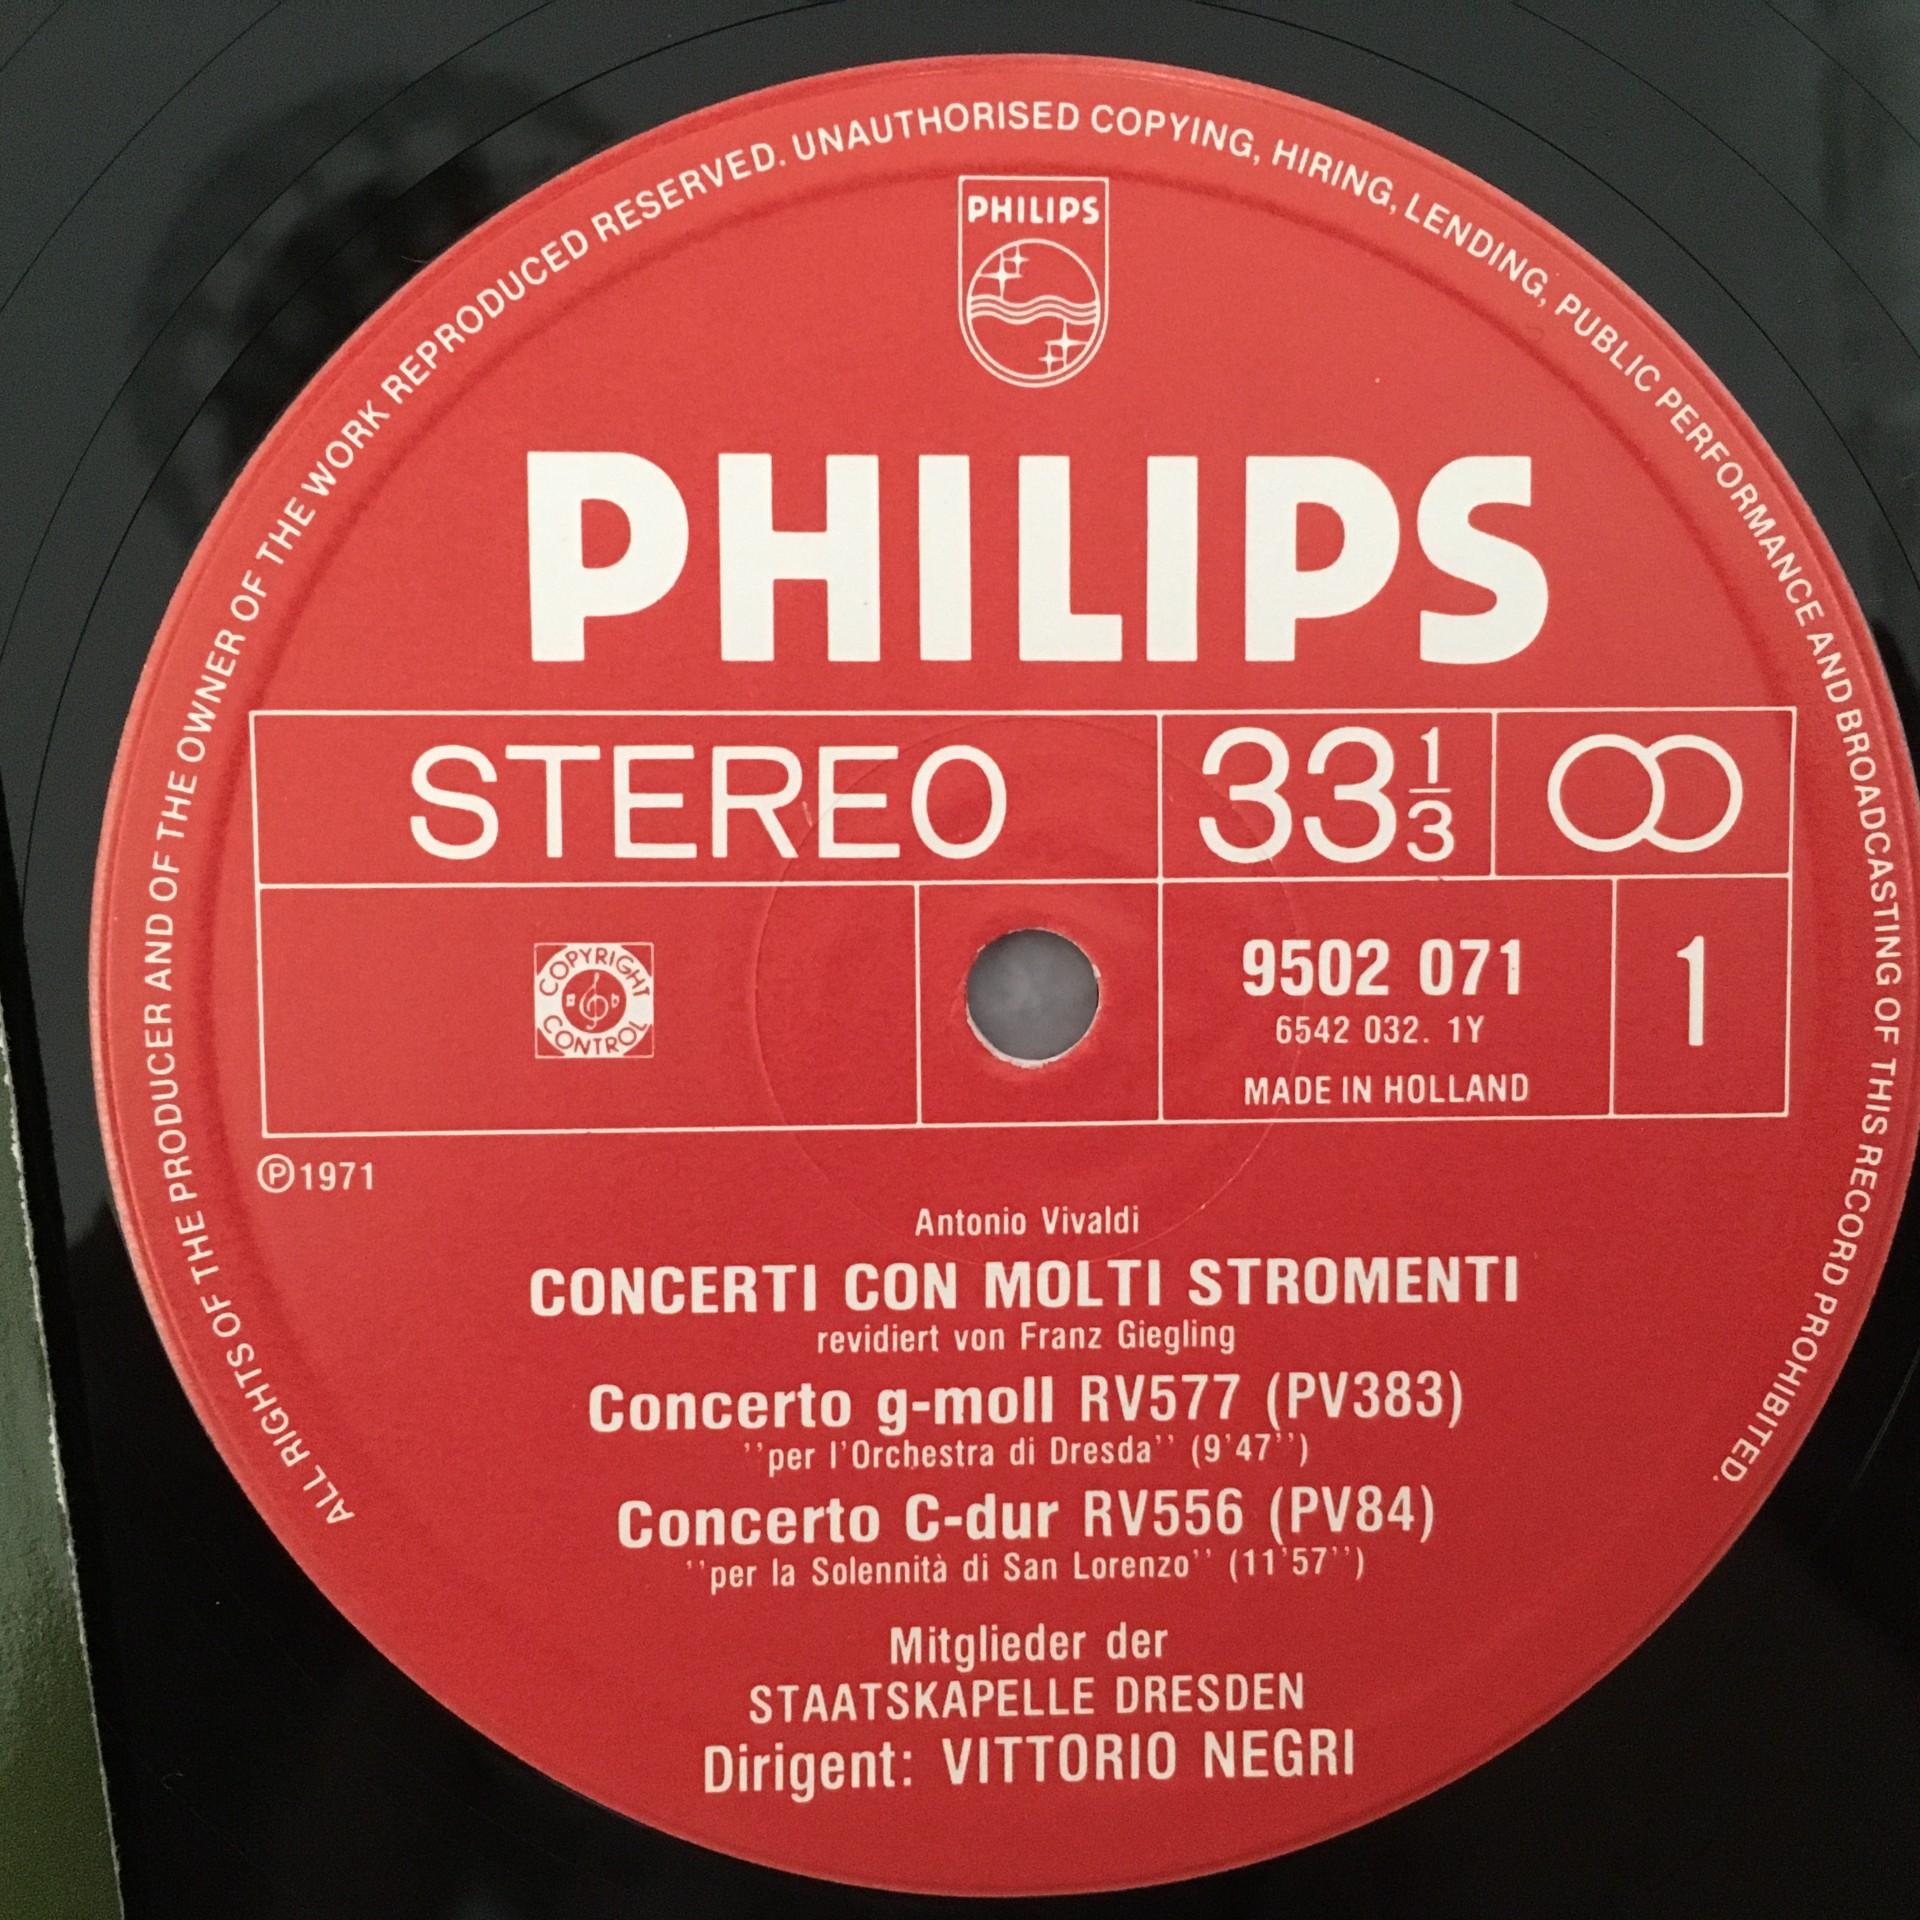 ALL RIGHTS OF THE PRODUCER AND OF THE OWNER OF THE WORK REPRODUCED RESERVED. UNAUTHORISED COPYING, HIRING, LENDING, PUBLIC PERFORMANCE AND BROADCASTING OF THIS RECORD PROHIBITED.
PHILIPS
PHILIPS
STEREO 33 1/3
COPYRIGHT CONTROL
9502 071 1
6542 032. 1Y
MADE IN HOLLAND
℗1971
Antonio Vivaldi
CONCERTI CON MOLTI STROMENTI
revidiert von Franz Giegling
Concerto g-moll RV577 (PV383)
''per l'Orchestra di Dresda'' (9'47'')
Concerto C-dur RV556 (PV84)
''per la Solennità di San Lorenzo'' (11'57'')
Mitglieder der
STAATSKAPELLE DRESDEN
Dirigent: VITTORIO NEGRI